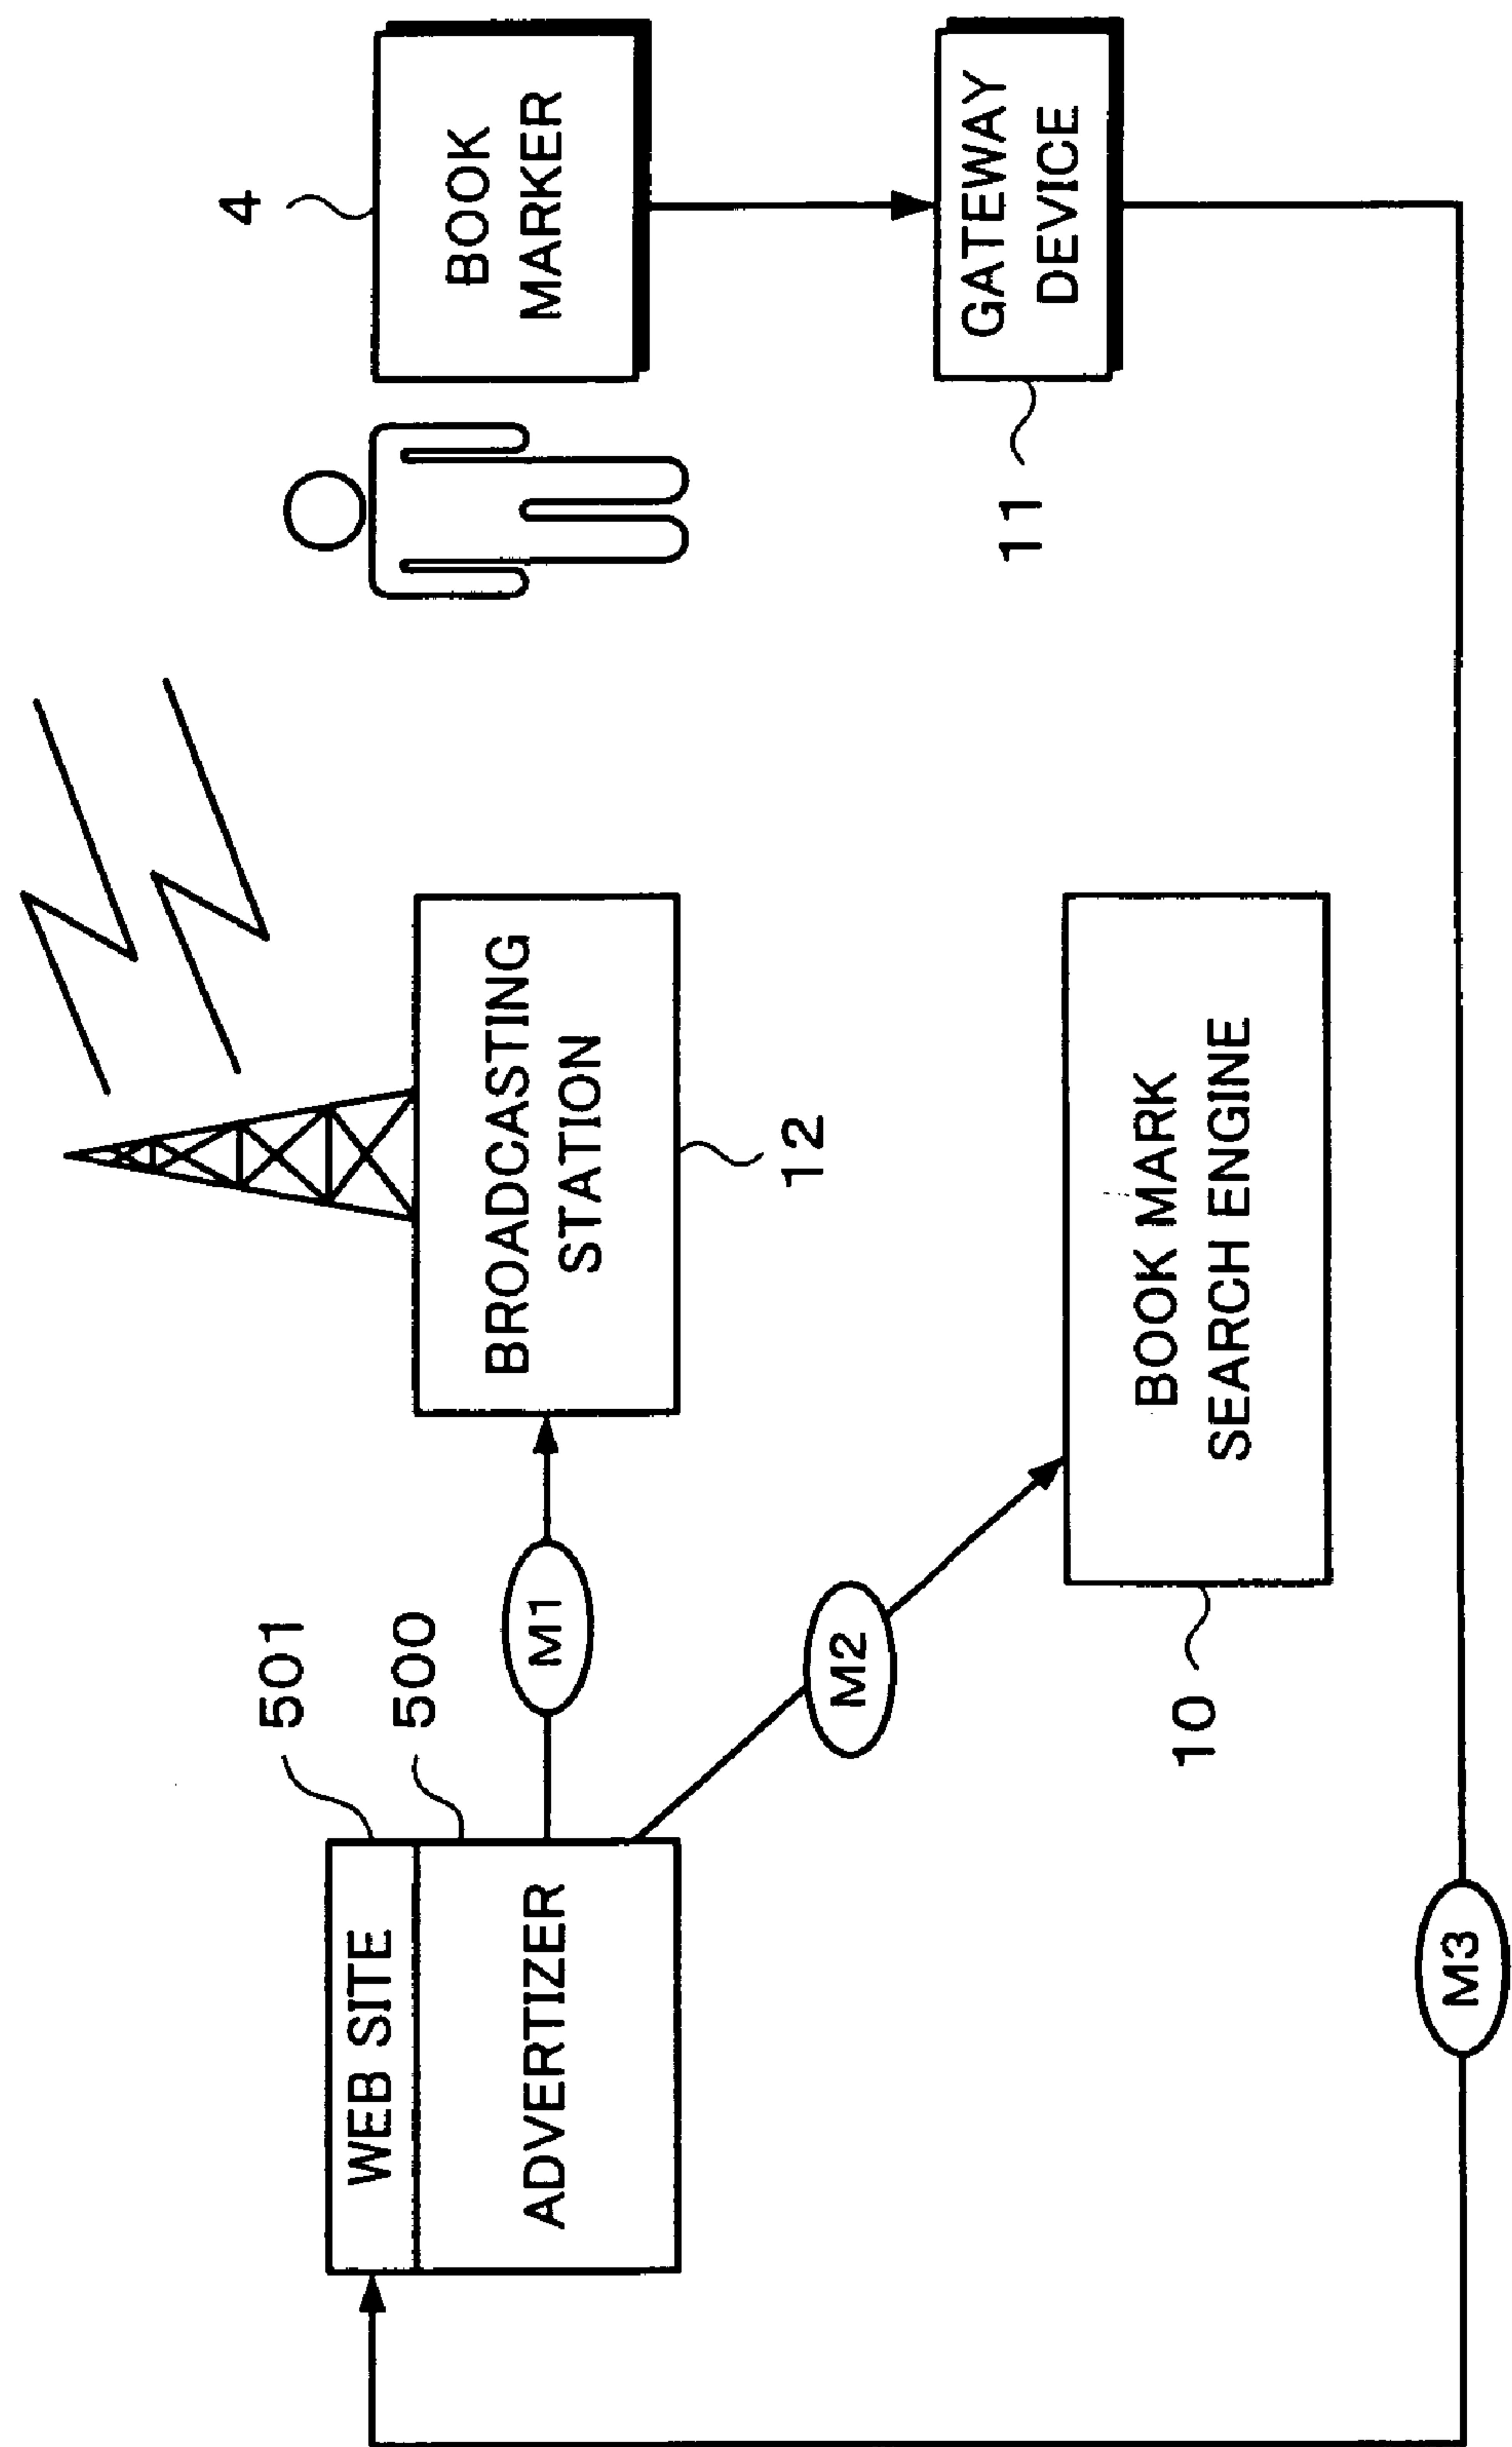 4
BOOK
MARKER
501
WEB SITE
500
ADVERTIZER
M1
BROADCASTING
STATION
12
M2
11
GATEWAY
DEVICE
10
BOOK MARK
SEARCH ENGINE
M3